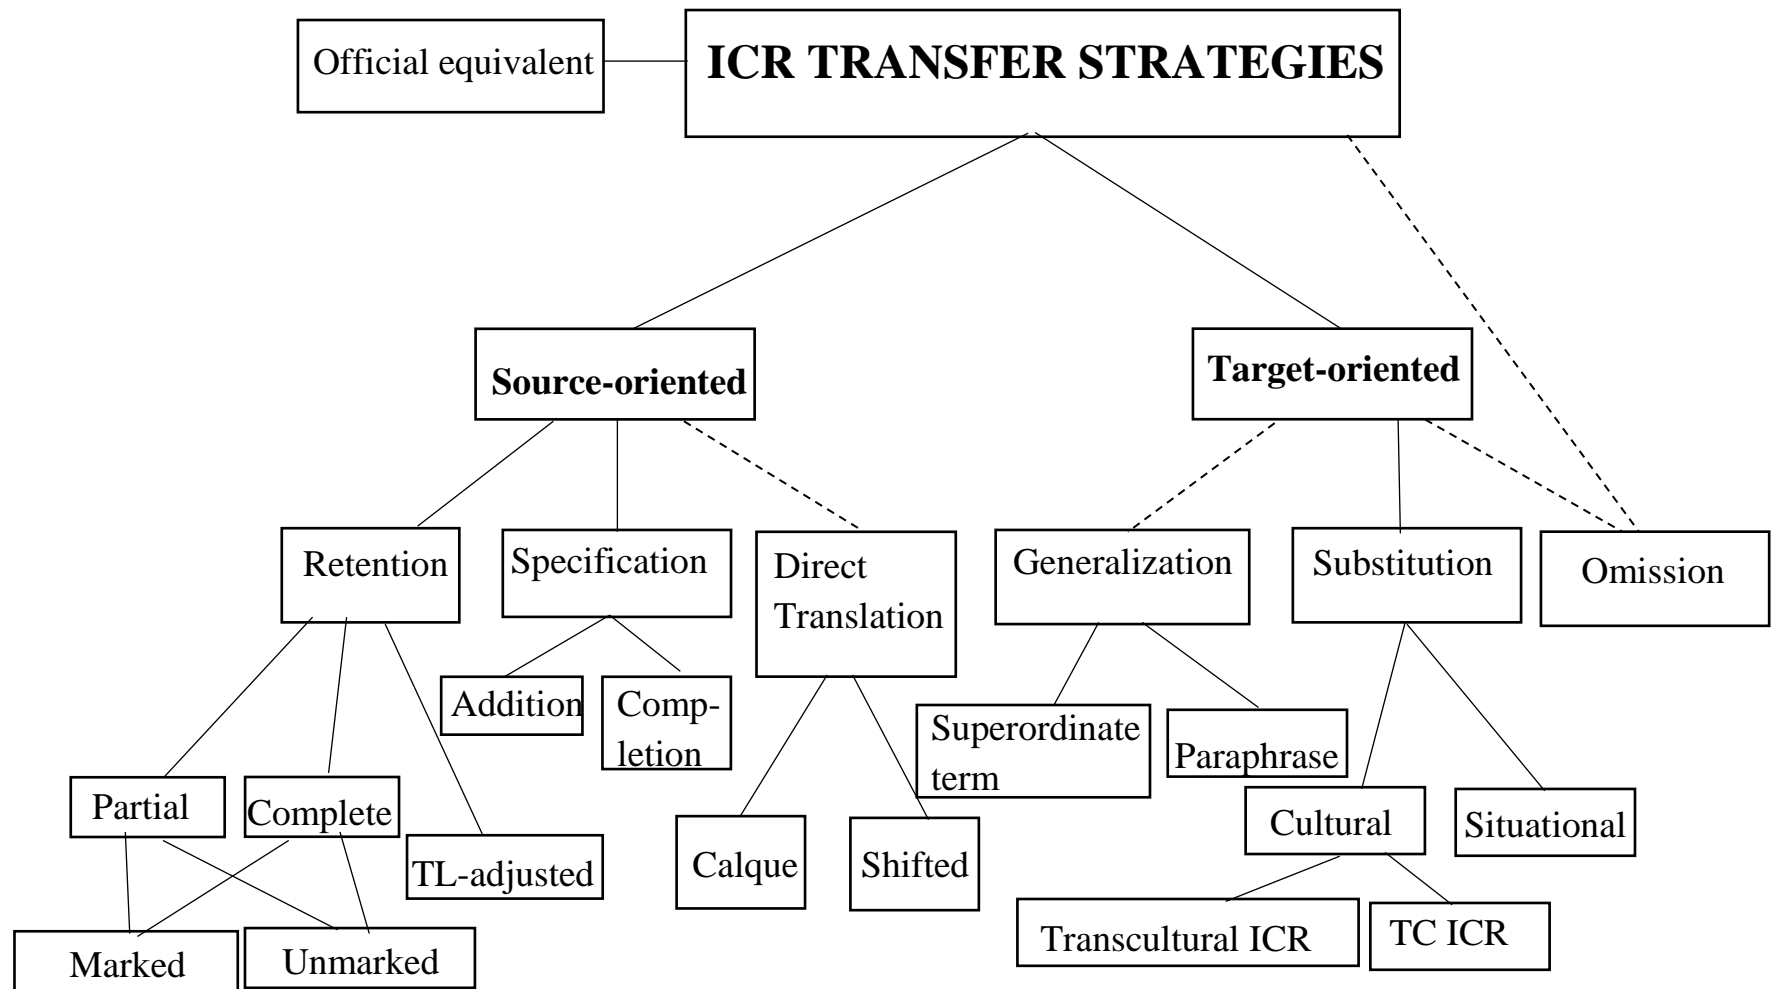 Official equivalent
ICR TRANSFER STRATEGIES
Source-oriented
Target-oriented
Retention
Specification
Direct
Translation
Generalization
Substitution
Omission
Addition
Comp-
letion
Superordinate
term
Paraphrase
Partial
Complete
TL-adjusted
Calque
Shifted
Cultural
Situational
Marked
Unmarked
Transcultural ICR
TC ICR